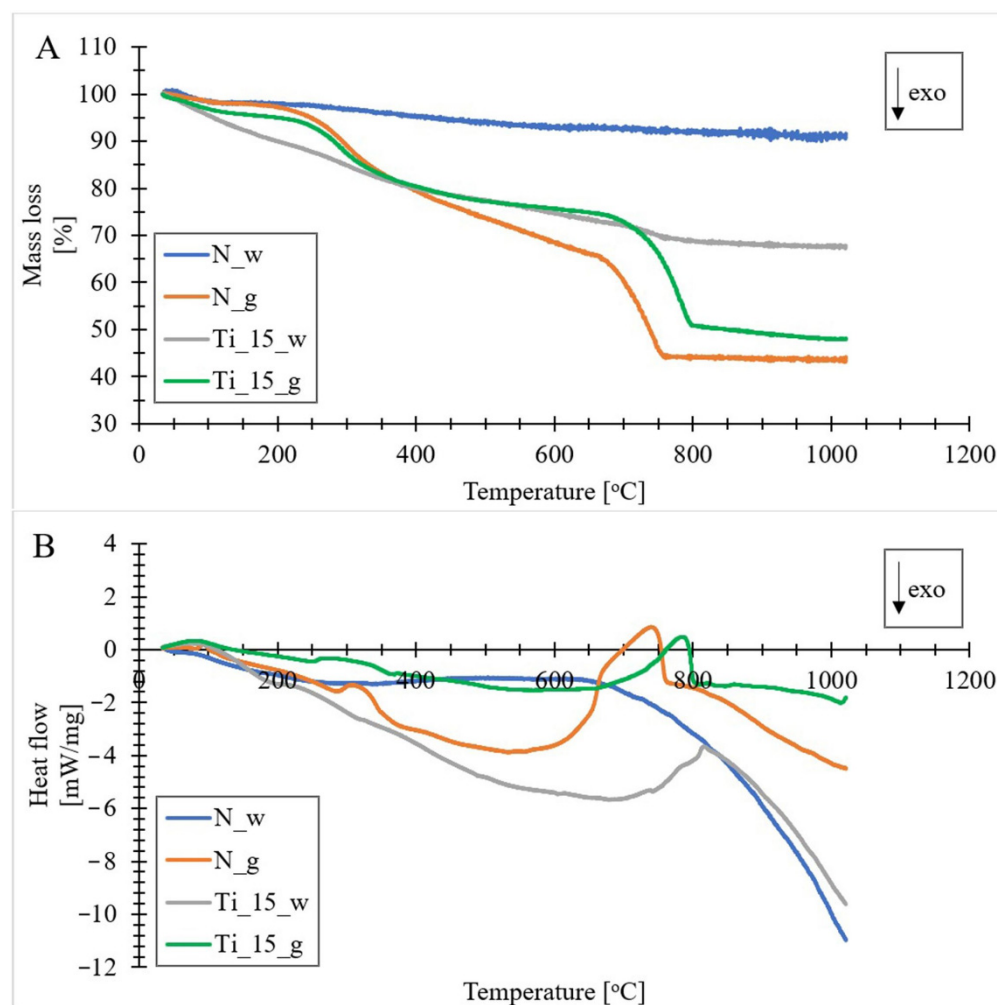 A
110
100
90
80
70
60
50
40
30
Mass loss
[%]
exo
N_w
N_g
Ti_15_w
Ti_15_g
0 200 400 600 800 1000 1200
Temperature [°C]
B
4
2
0
−2
−4
−6
−8
−10
−12
Heat flow
[mW/mg]
exo
0 200 400 600 800 1000 1200
N_w
N_g
Ti_15_w
Ti_15_g
Temperature [°C]